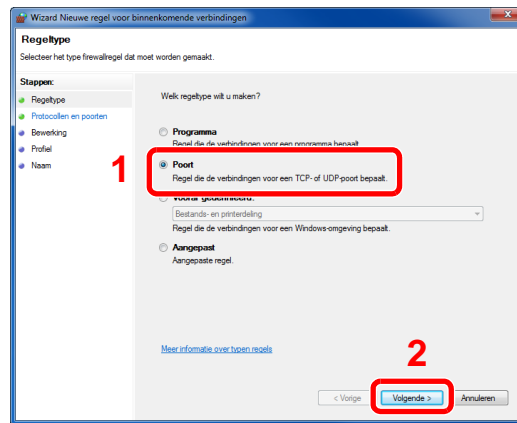 Wizard Nieuwe regel voor binnenkomende verbindingen
Regeltype
Selecteer het type firewallregel dat moet worden gemaakt.
Stappen:
Regeltype
Protocollen en poorten
Bewerking
Profiel
Naam
Welk regeltype wilt u maken?
Programma
Regel die de verbindingen voor een programma bepaalt.
1
Poort
Regel die de verbindingen voor een TCP- of UDP-poort bepaalt.
Vooraf gedefinieerd:
Bestands- en printerdeling
Regel die de verbindingen voor een Windows-omgeving bepaalt.
Aangepast
Aangepaste regel.
Meer informatie over typen regels
2
< Vorige
Volgende >
Annuleren